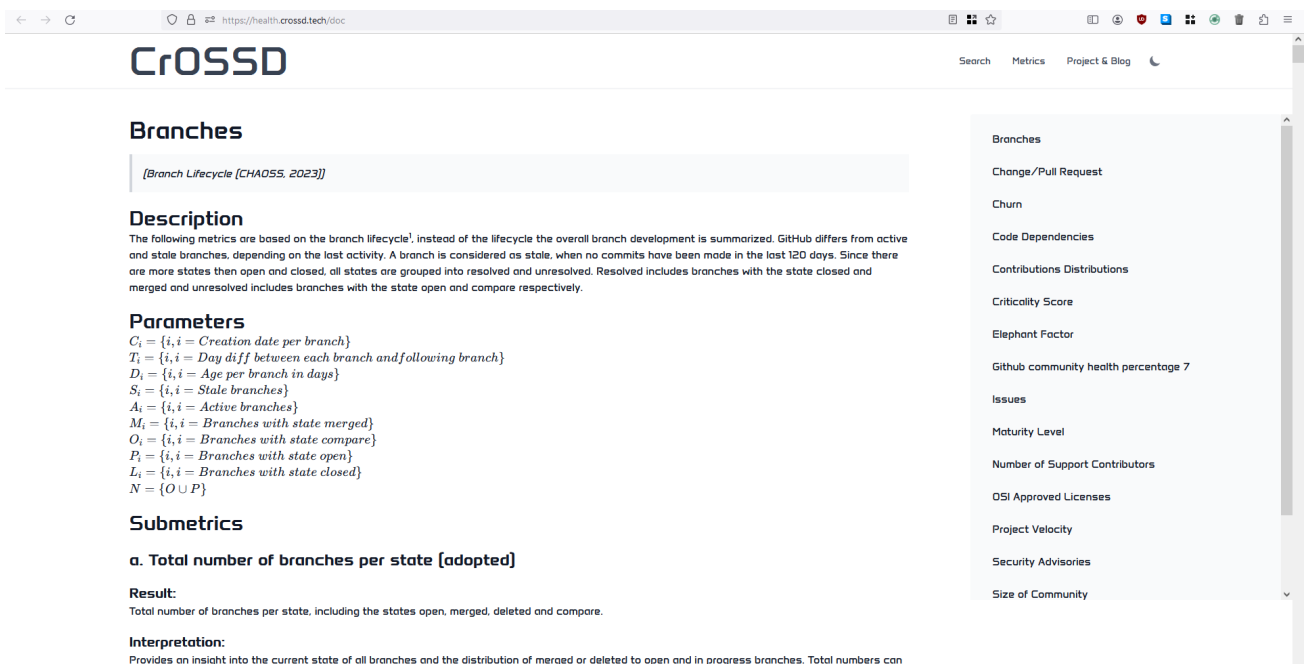 https://health.crossd.tech/doc
CrOSSD
Search Metrics Project & Blog
Branches
(Branch Lifecycle (CHAOSS, 2023))
Description
The following metrics are based on the branch lifecycle¹, instead of the lifecycle the overall branch development is summarized. GitHub differs from active
and stale branches, depending on the last activity. A branch is considered as stale, when no commits have been made in the last 120 days. Since there
are more states then open and closed, all states are grouped into resolved and unresolved. Resolved includes branches with the state closed and
merged and unresolved includes branches with the state open and compare respectively.
Parameters
C_i = {i, i = Creation date per branch}
T_i = {i, i = Day diff between each branch andfollowing branch}
D_i = {i, i = Age per branch in days}
S_i = {i, i = Stale branches}
A_i = {i, i = Active branches}
M_i = {i, i = Branches with state merged}
O_i = {i, i = Branches with state compare}
P_i = {i, i = Branches with state open}
L_i = {i, i = Branches with state closed}
N = {O ∪ P}
Submetrics
a. Total number of branches per state (adopted)
Result:
Total number of branches per state, including the states open, merged, deleted and compare.
Interpretation:
Provides an insight into the current state of all branches and the distribution of merged or deleted to open and in progress branches. Total numbers can
Branches
Change/Pull Request
Churn
Code Dependencies
Contributions Distributions
Criticality Score
Elephant Factor
Github community health percentage 7
Issues
Maturity Level
Number of Support Contributors
OSI Approved Licenses
Project Velocity
Security Advisories
Size of Community